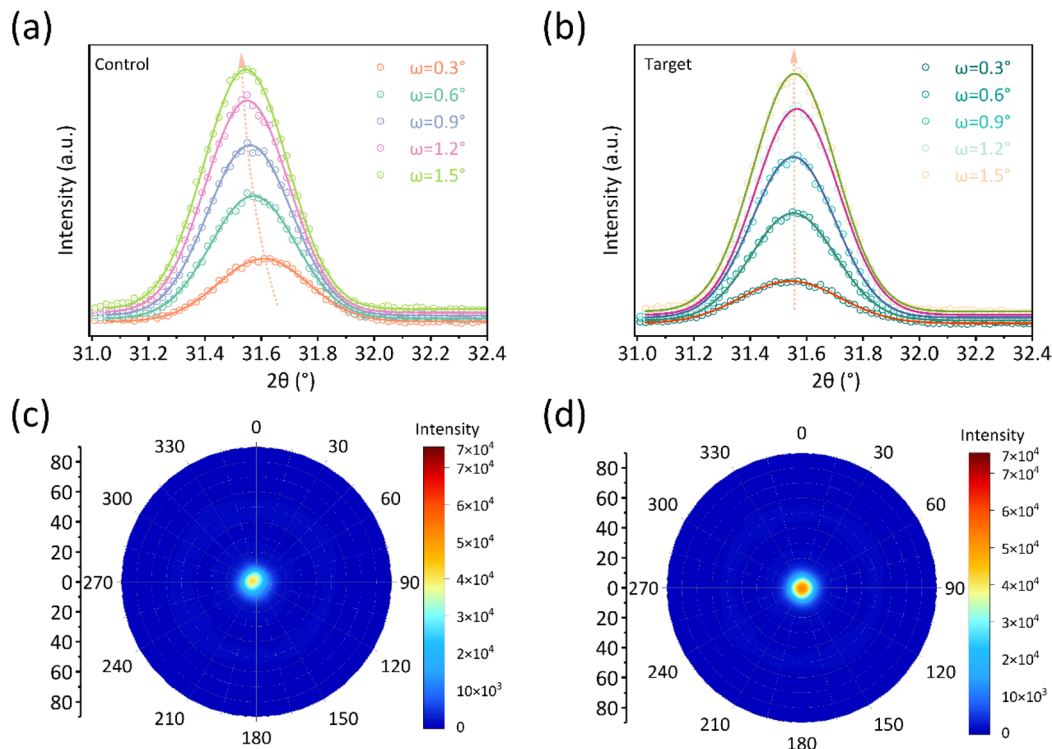 (a)
Control
ω=0.3°
ω=0.6°
ω=0.9°
ω=1.2°
ω=1.5°
Intensity (a.u.)
31.0 31.2 31.4 31.6 31.8 32.0 32.2 32.4
2θ (°)
(b)
Target
ω=0.3°
ω=0.6°
ω=0.9°
ω=1.2°
ω=1.5°
Intensity (a.u.)
31.0 31.2 31.4 31.6 31.8 32.0 32.2 32.4
2θ (°)
(c)
80
60
40
20
0
20
40
60
80
0
30
60
90
120
150
180
210
240
270
300
330
Intensity
7×10⁴
7×10⁴
6×10⁴
5×10⁴
4×10⁴
3×10⁴
2×10⁴
10×10³
0
(d)
80
60
40
20
0
20
40
60
80
0
30
60
90
120
150
180
210
240
270
300
330
Intensity
7×10⁴
7×10⁴
6×10⁴
5×10⁴
4×10⁴
3×10⁴
2×10⁴
10×10³
0